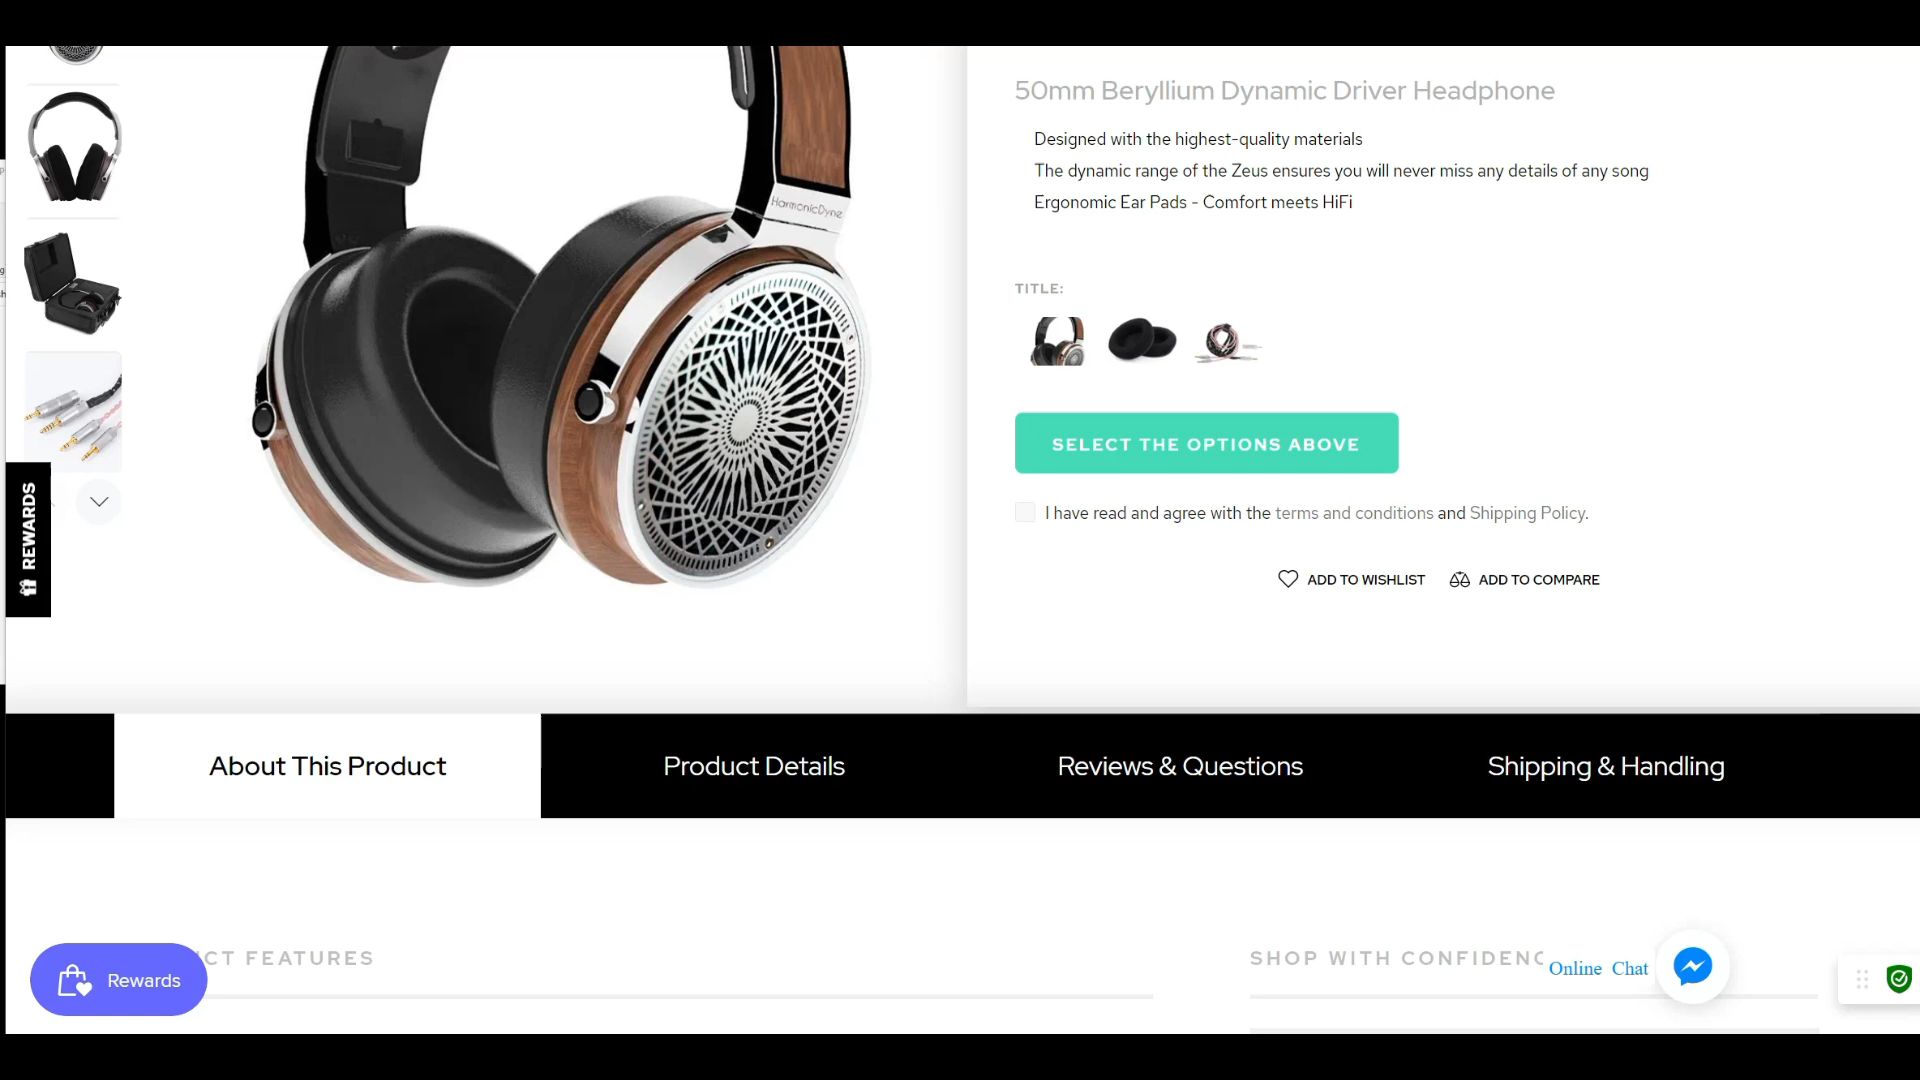 50mm Beryllium Dynamic Driver Headphone
Designed with the highest-quality materials
The dynamic range of the Zeus ensures you will never miss any details of any song
Ergonomic Ear Pads - Comfort meets HiFi
HarmonicDyne
TITLE:
SELECT THE OPTIONS ABOVE
I have read and agree with the terms and conditions and Shipping Policy.
REWARDS
ADD TO WISHLIST
ADD TO COMPARE
About This Product
Product Details
Reviews & Questions
Shipping & Handling
CT FEATURES
SHOP WITH CONFIDENC
Online Chat
Rewards